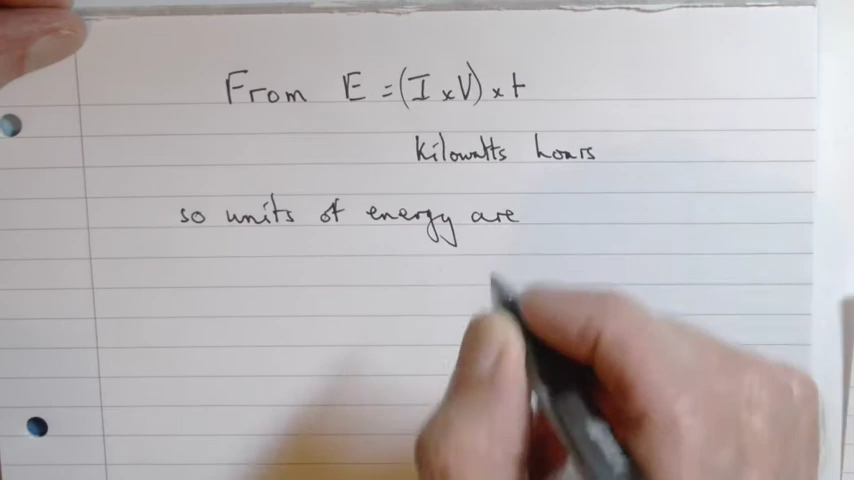 From E = (I x V) x t
Kilowatts hours
so units of energy are